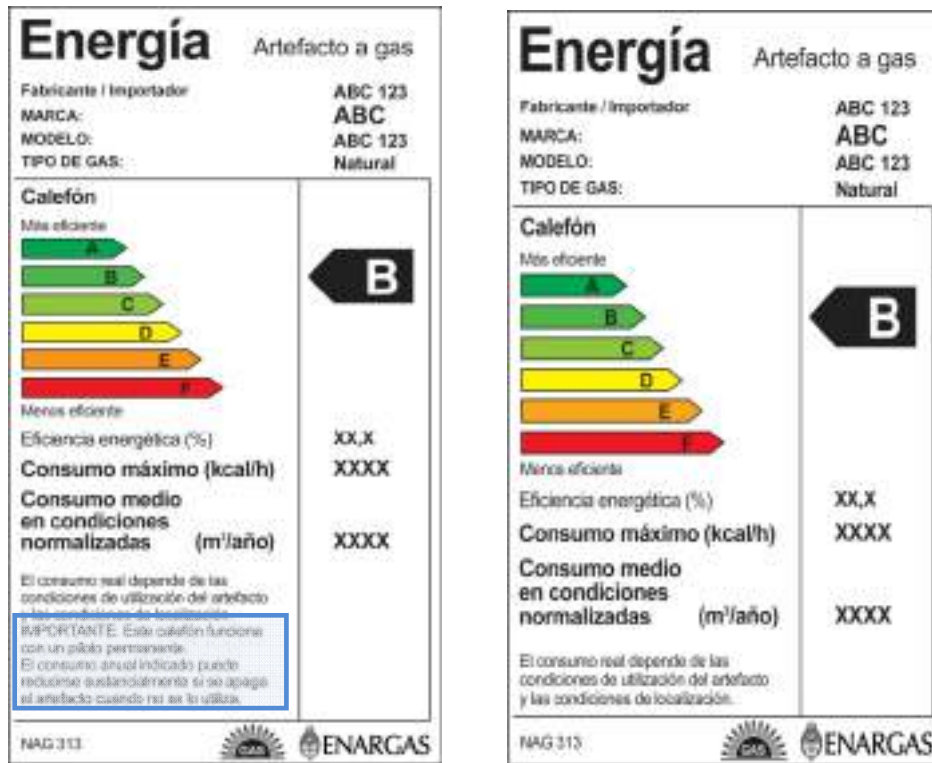 Energía Artefacto a gas
Fabricante / Importador ABC 123
MARCA: ABC
MODELO: ABC 123
TIPO DE GAS: Natural
Calefón
Más eficiente
A
B
B
C
D
E
F
Menos eficiente
Eficiencia energética (%) XX,X
Consumo máximo (kcal/h) XXXX
Consumo medio
en condiciones
normalizadas (m³/año) XXXX
El consumo real depende de las
condiciones de utilización del artefacto
y las condiciones de localización.
IMPORTANTE. Este calefón funciona
con un piloto permanente.
El consumo anual indicado puede
reducirse sustancialmente si se apaga
el artefacto cuando no se lo utiliza.
NAG 313 GAS ENARGAS
Energía Artefacto a gas
Fabricante / Importador ABC 123
MARCA: ABC
MODELO: ABC 123
TIPO DE GAS: Natural
Calefón
Más eficiente
A
B
B
C
D
E
F
Menos eficiente
Eficiencia energética (%) XX,X
Consumo máximo (kcal/h) XXXX
Consumo medio
en condiciones
normalizadas (m³/año) XXXX
El consumo real depende de las
condiciones de utilización del artefacto
y las condiciones de localización.
NAG 313 GAS ENARGAS